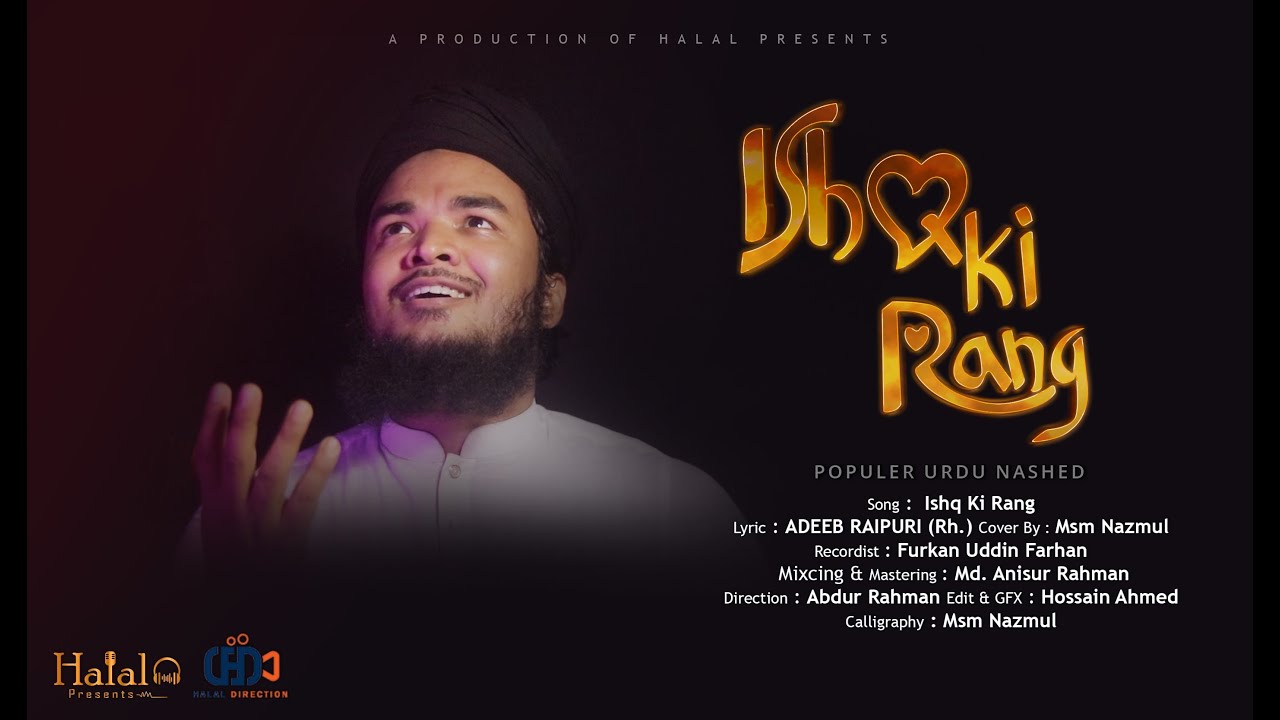 A PRODUCTION OF HALAL PRESENTS
Ishq
ki
Rang
POPULER URDU NASHED
Song : Ishq Ki Rang
Lyric : ADEEB RAIPURI (Rh.) Cover By : Msm Nazmul
Recordist : Furkan Uddin Farhan
Mixcing & Mastering : Md. Anisur Rahman
Direction : Abdur Rahman Edit & GFX : Hossain Ahmed
Calligraphy : Msm Nazmul
Halal
Presents
HALAL DIRECTION